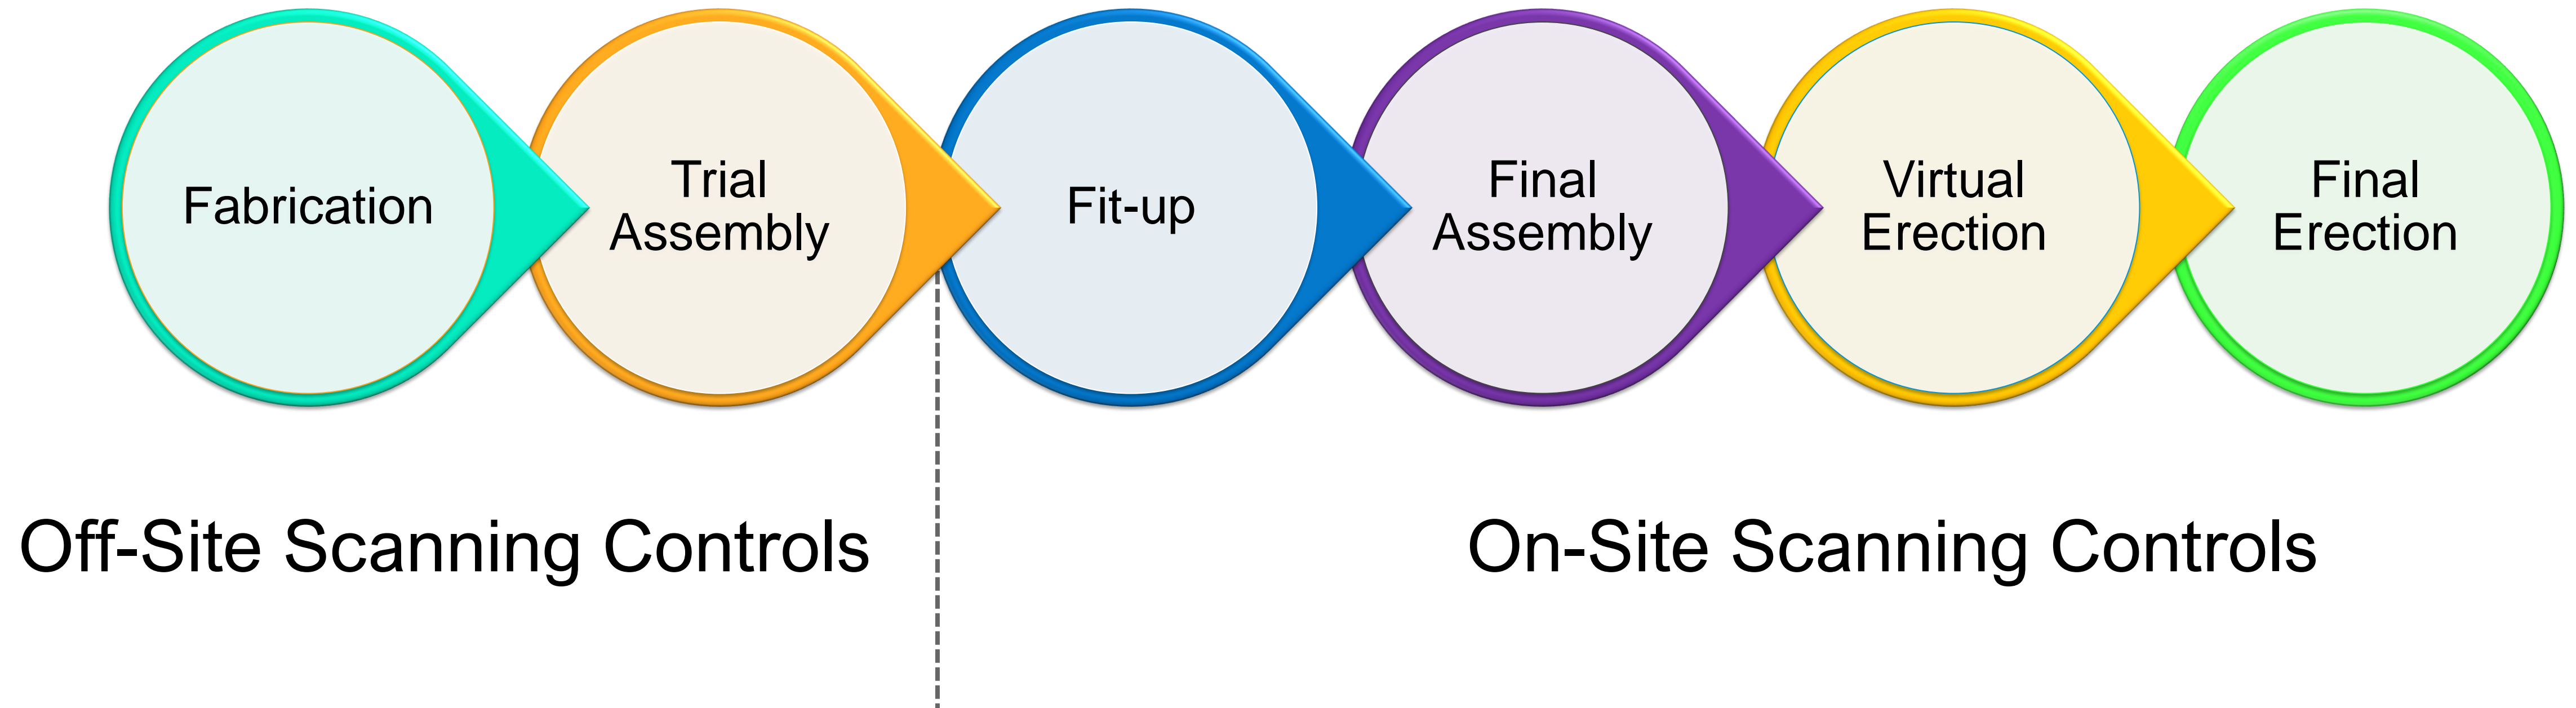 Fabrication
Trial
Assembly
Fit-up
Final
Assembly
Virtual
Erection
Final
Erection
Off-Site Scanning Controls
On-Site Scanning Controls